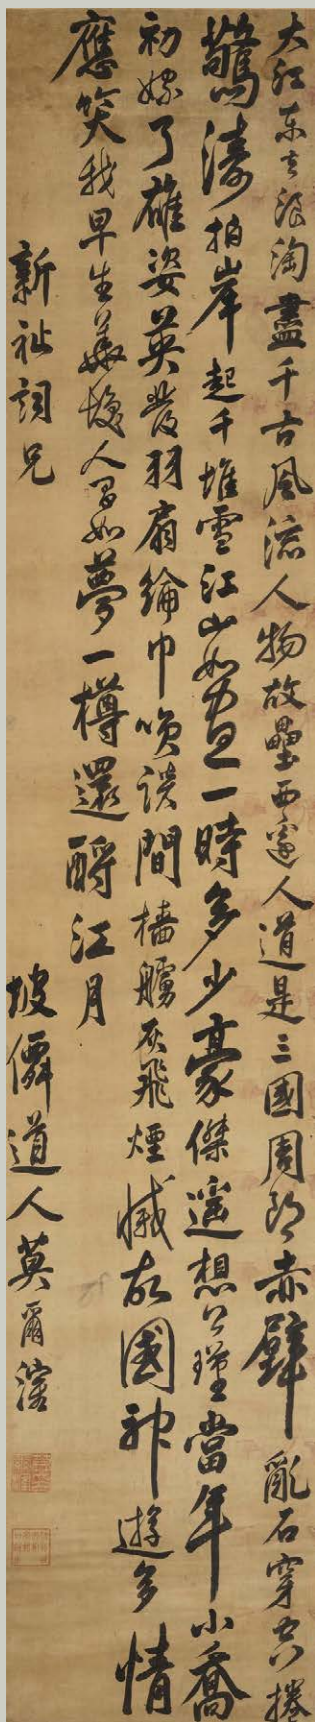 大江東去浪淘盡千古風流人物故壘西邊人道是三國周郎赤壁亂石穿空捲
驚濤拍岸起千堆雪江山如畫一時多少豪傑遙想公瑾當年小喬
初嫁了雄姿英發羽扇綸巾笑談間檣艣灰飛煙滅故國神遊多情
應笑我早生華髮人間如夢一樽還酹江月
新祉詞兄
坡僊道人莫爾㴶